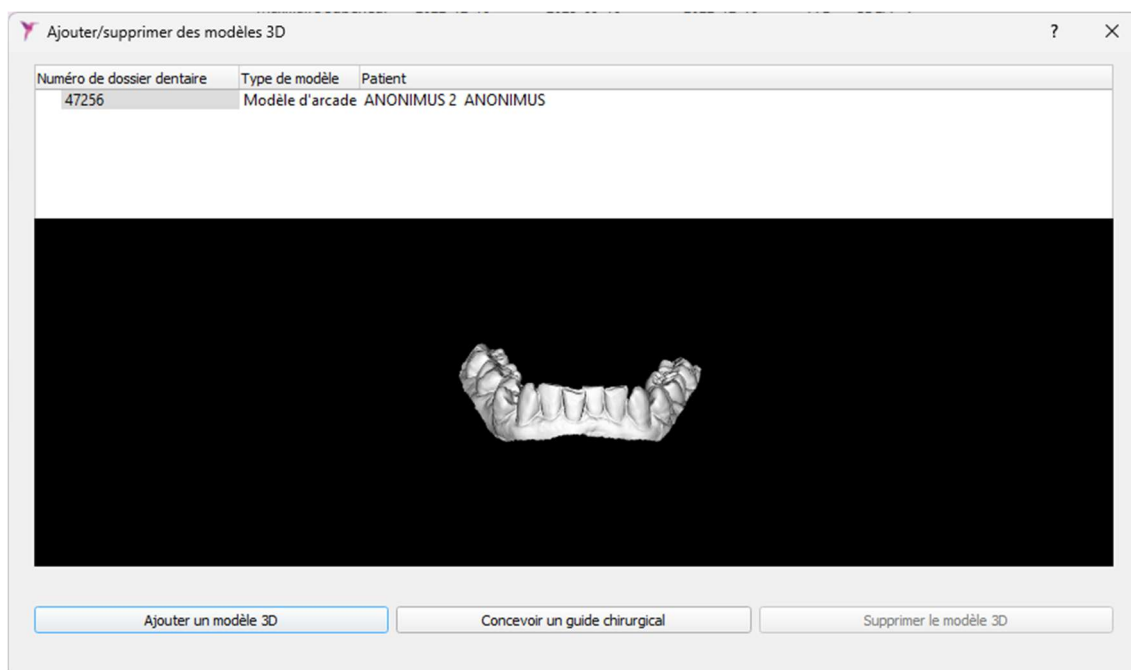 Ajouter/supprimer des modèles 3D ?
Numéro de dossier dentaire Type de modèle Patient
47256 Modèle d'arcade ANONIMUS 2 ANONIMUS
Ajouter un modèle 3D Concevoir un guide chirurgical Supprimer le modèle 3D